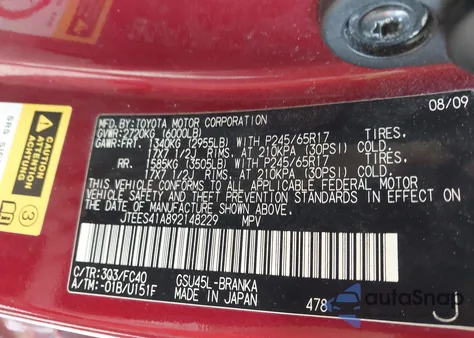 08/09
MFD.BY:TOYOTA MOTOR CORPORATION
GVWR:2720KG (6000LB)
GAWR:FRT. 1340KG (2955LB) WITH P245/65R17 TIRES.
17X7 1/2J RIMS, AT 210KPA (30PSI) COLD.
RR. 1585KG (3505LB) WITH P245/65R17 TIRES.
17X7 1/2J RIMS, AT 210KPA (30PSI) COLD.
THIS VEHICLE CONFORMS TO ALL APPLICABLE FEDERAL MOTOR
VEHICLE SAFETY AND THEFT PREVENTION STANDARDS IN EFFECT ON
THE DATE OF MANUFACTURE SHOWN ABOVE.
JTEES41A892148229 MPV
C/TR:3Q3/FC40 GSU45L-BRANKA
A/TM:-01B/U151F MADE IN JAPAN 478
J
SRS
ATTENTION
ACHTUNG
3
autoSnap